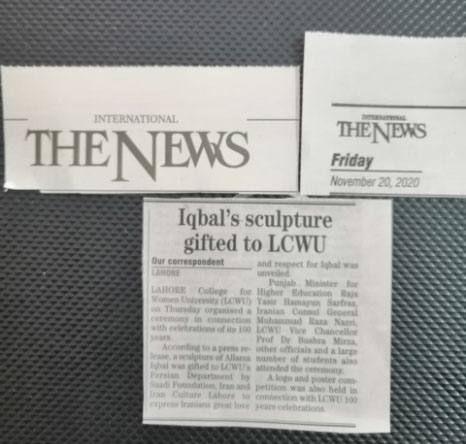 INTERNATIONAL
THE NEWS
INTERNATIONAL
THE NEWS
Friday
November 20, 2020
Iqbal's sculpture
gifted to LCWU
Our correspondent
LAHORE
LAHORE College for
Women University (LCWU)
on Thursday organised a
ceremony in connection
with celebrations of its 100
years.
According to a press re-
lease, a sculpture of Allama
Iqbal was gifted to LCWU's
Persian Department by
Saadi Foundation, Iran and
Iran Culture Lahore to
express Iranians great love
and respect for Iqbal was
unveiled.
Punjab Minister for
Higher Education Raja
Yasir Hamayun Sarfraz,
Iranian Consul General
Muhammad Raza Nazri,
LCWU Vice Chancellor
Prof Dr Bushra Mirza,
other officials and a large
number of students also
attended the ceremony.
A logo and poster com-
petition was also held in
connection with LCWU 100
years celebrations.